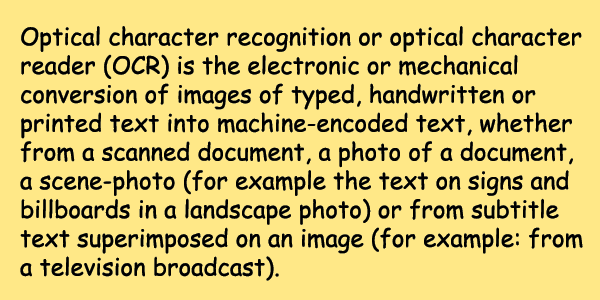 Optical character recognition or optical character
reader (OCR) is the electronic or mechanical
conversion of images of typed, handwritten or
printed text into machine-encoded text, whether
from a scanned document, a photo of a document,
a scene-photo (for example the text on signs and
billboards in a landscape photo) or from subtitle
text superimposed on an image (for example: from
a television broadcast).